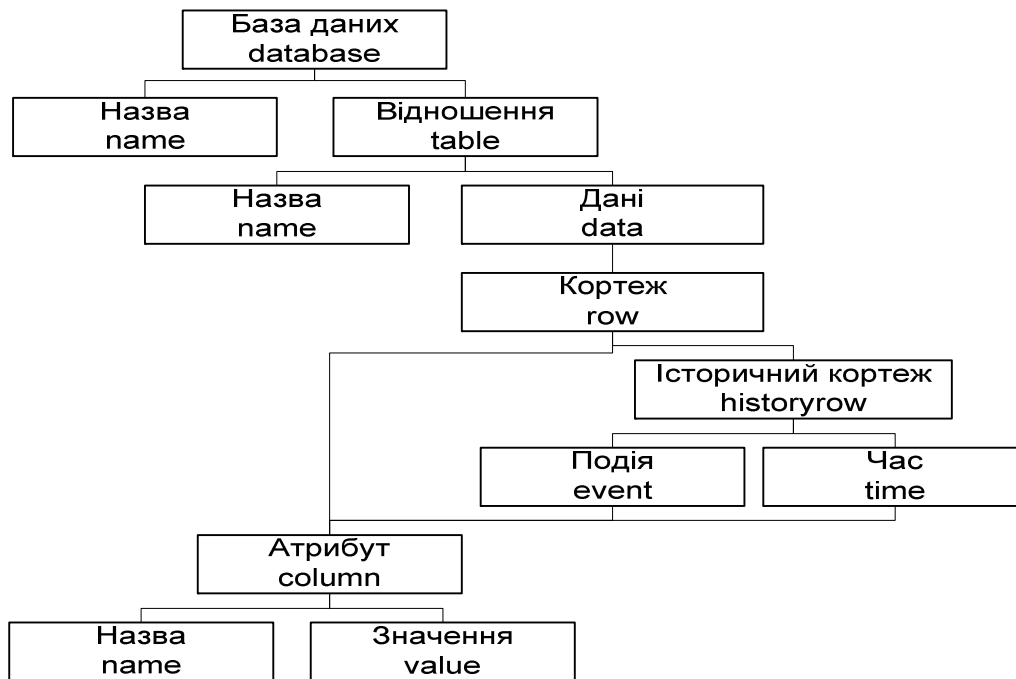 База даних
database
Назва
name
Відношення
table
Назва
name
Дані
data
Кортеж
row
Історичний кортеж
historyrow
Подія
event
Час
time
Атрибут
column
Назва
name
Значення
value